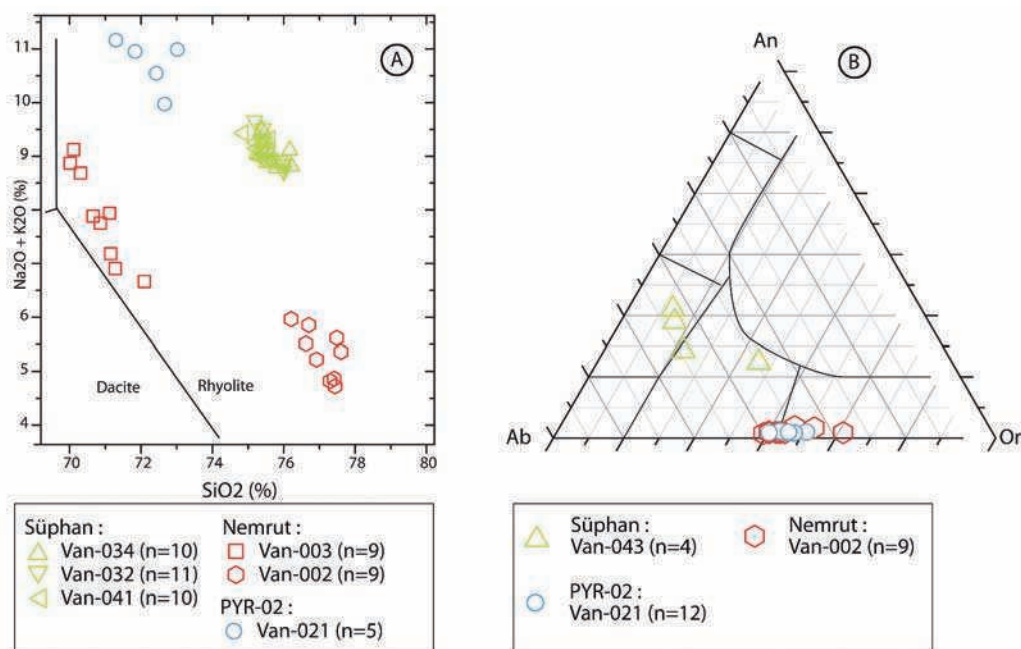 A
Na2O + K2O (%)
11
10
9
6
5
4
Dacite
Rhyolite
70
72
74
76
78
80
SiO2 (%)
An
B
Ab
Or
Süphan :
Van-034 (n=10)
Van-032 (n=11)
Van-041 (n=10)
Nemrut :
Van-003 (n=9)
Van-002 (n=9)
PYR-02 :
Van-021 (n=5)
Süphan :
Van-043 (n=4)
Nemrut :
Van-002 (n=9)
PYR-02 :
Van-021 (n=12)